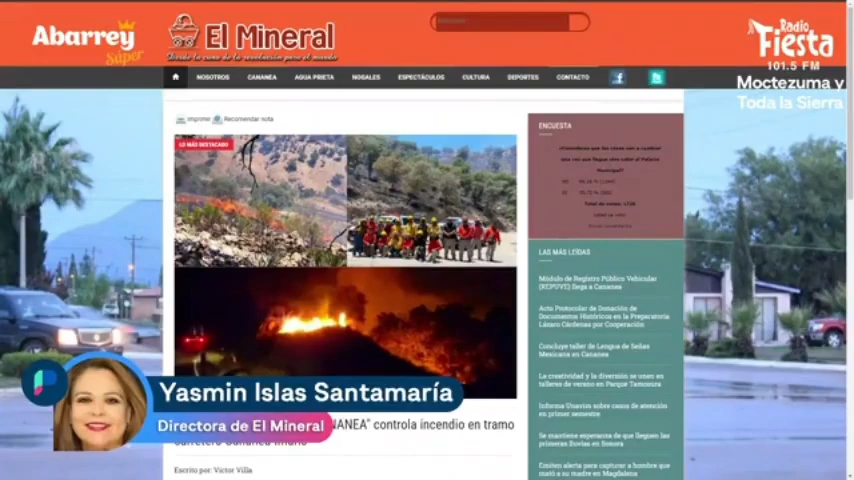 Abarrey
Súper
El Mineral
Desde la cuna de la revolución para el mundo
Radio
Fiesta
101.5 FM
Moctezuma y
Toda la Sierra
NOSOTROS
CANANEA
AGUA PRIETA
NOGALES
ESPECTÁCULOS
CULTURA
DEPORTES
CONTACTO
Imprimir
Recomendar nota
LO MÁS DESTACADO
ENCUESTA
Municipal?
LAS MÁS LEÍDAS
Módulo de Registro Público Vehicular
(REPUVE) llega a Cananea
Acto Protocolar de Donación de
Documentos Históricos en la Preparatoria
Lázaro Cárdenas por Cooperación
Concluye taller de Lengua de Señas
Mexicana en Cananea
La creatividad y la diversión se unen en
talleres de verano en Parque Tamosura
Informa Unavim sobre casos de atención
en primer semestre
Se mantiene esperanza de que lleguen las
primeras lluvias en Sonora
Emiten alerta para capturar a hombre que
mató a su madre en Magdalena
Yasmin Islas Santamaría
Directora de El Mineral
NANEA" controla incendio en tramo
Escrito por: Víctor Villa